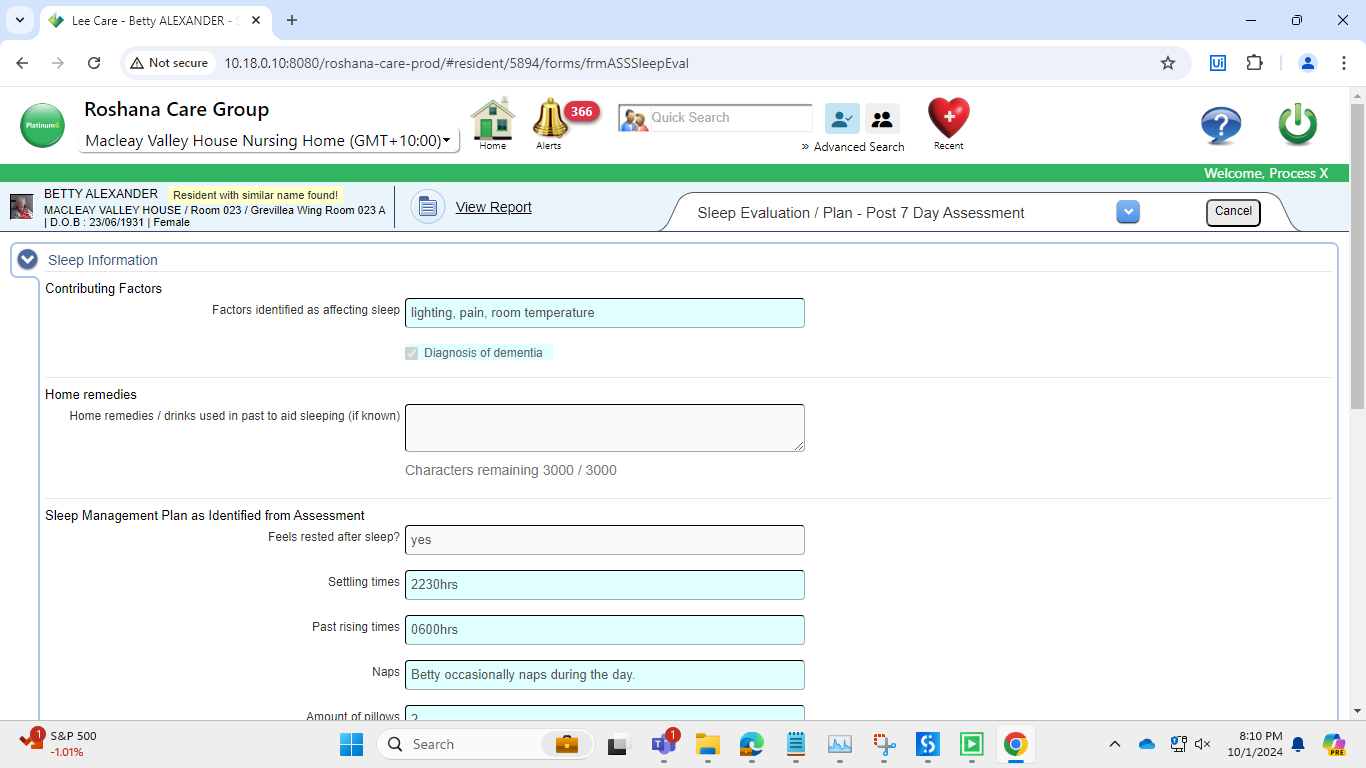 Lee Care - Betty ALEXANDER - S
Not secure
10.18.0.10:8080/roshana-care-prod/#resident/5894/forms/frmASSSleepEval
Platinum6
Roshana Care Group
Macleay Valley House Nursing Home (GMT+10:00)
Home
366
Alerts
Quick Search
» Advanced Search
Recent
Welcome, Process X
BETTY ALEXANDER
Resident with similar name found!
MACLEAY VALLEY HOUSE / Room 023 / Grevillea Wing Room 023 A
| D.O.B : 23/06/1931 | Female
View Report
Sleep Evaluation / Plan - Post 7 Day Assessment
Cancel
Sleep Information
Contributing Factors
Factors identified as affecting sleep
lighting, pain, room temperature
Diagnosis of dementia
Home remedies
Home remedies / drinks used in past to aid sleeping (if known)
Characters remaining 3000 / 3000
Sleep Management Plan as Identified from Assessment
Feels rested after sleep?
yes
Settling times
2230hrs
Past rising times
0600hrs
Naps
Betty occasionally naps during the day.
Amount of pillows
2
1
S&P 500
-1.01%
Search
1
8:10 PM
10/1/2024
PRE